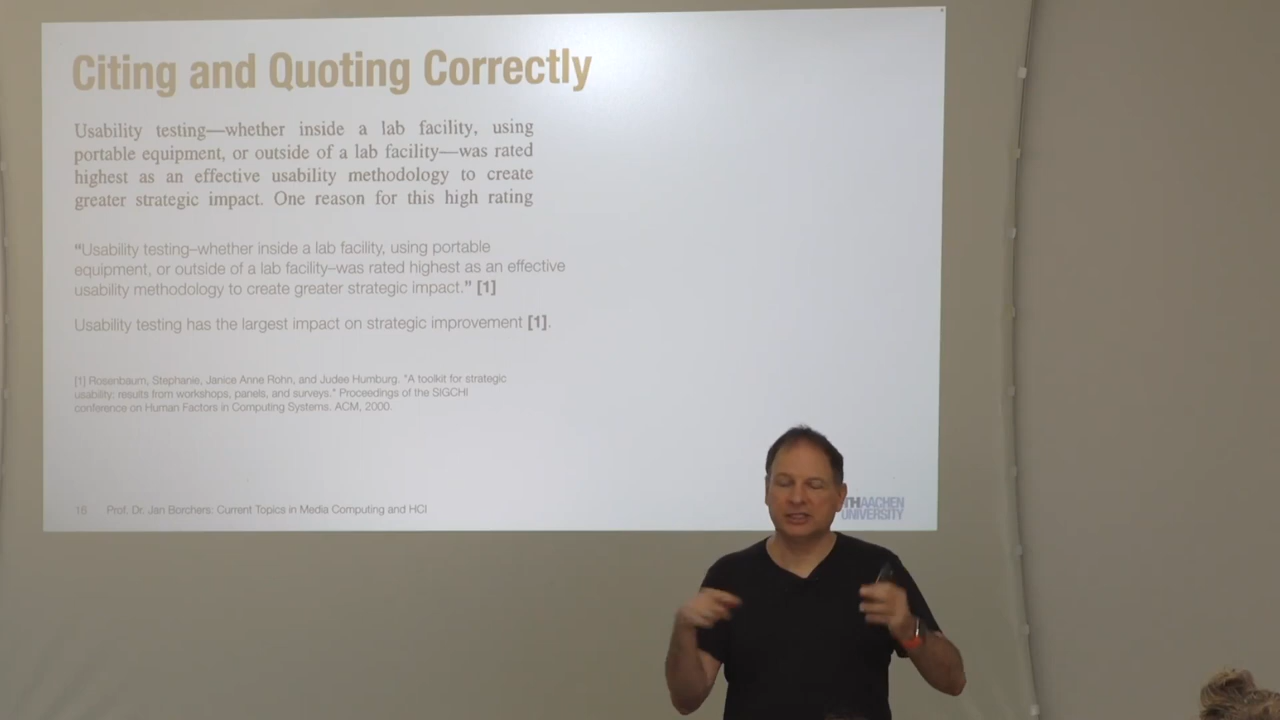 Citing and Quoting Correctly
Usability testing—whether inside a lab facility, using
portable equipment, or outside of a lab facility—was rated
highest as an effective usability methodology to create
greater strategic impact. One reason for this high rating
"Usability testing–whether inside a lab facility, using portable
equipment, or outside of a lab facility–was rated highest as an effective
usability methodology to create greater strategic impact." [1]
Usability testing has the largest impact on strategic improvement [1].
[1] Rosenbaum, Stephanie, Janice Anne Rohn, and Judee Humburg. "A toolkit for strategic
usability: results from workshops, panels, and surveys." Proceedings of the SIGCHI
conference on Human Factors in Computing Systems. ACM, 2000.
16 Prof. Dr. Jan Borchers: Current Topics in Media Computing and HCI
TH AACHEN
UNIVERSITY